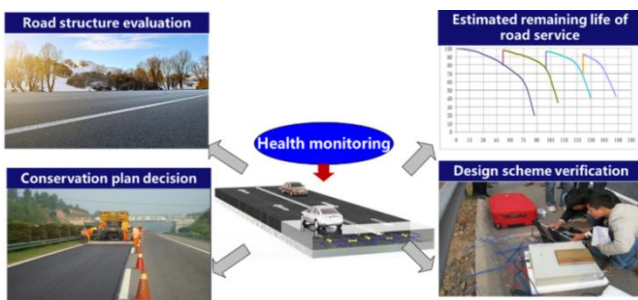 Road structure evaluation
Estimated remaining life of
road service
Health monitoring
Conservation plan decision
Design scheme verification